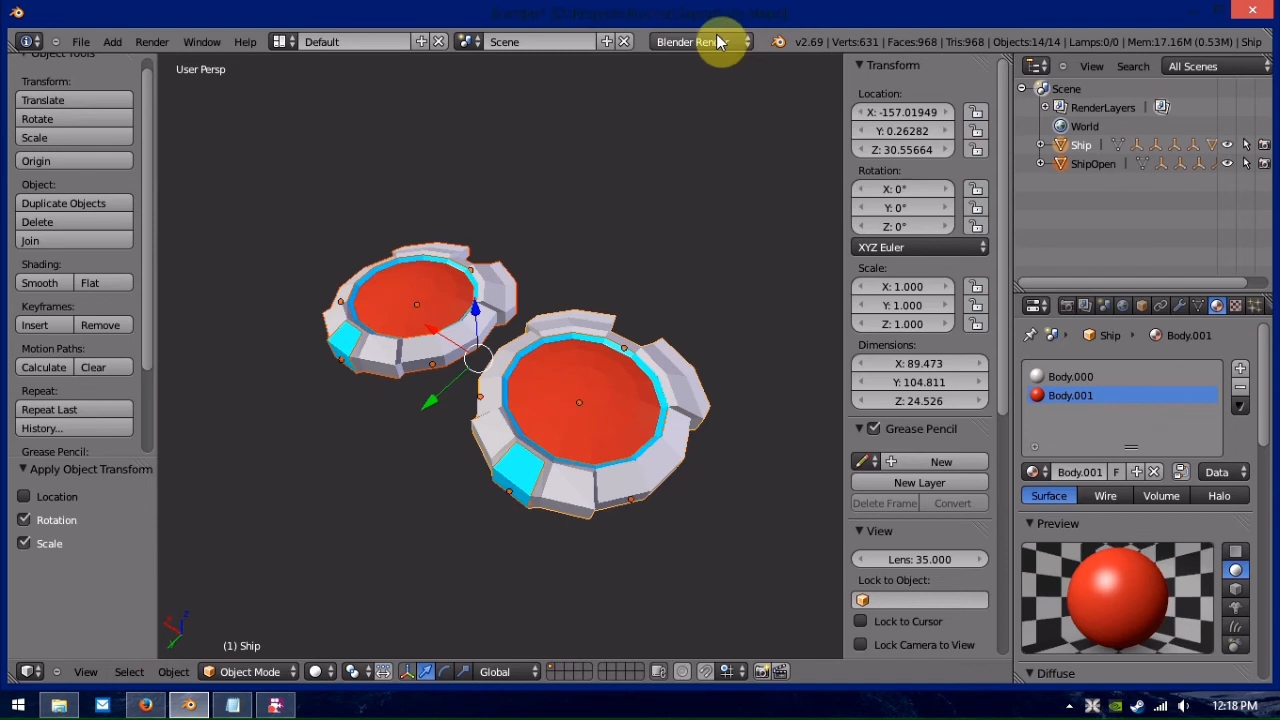 File Add Render Window Help Default Scene Blender Render v2.69 | Verts:631 | Faces:968 | Tris:968 | Objects:14/14 | Lamps:0/0 | Mem:17.16M (0.53M) | Ship
Object Tools
Transform:
Translate
Rotate
Scale
Origin
Object:
Duplicate Objects
Delete
Join
Shading:
Smooth Flat
Keyframes:
Insert Remove
Motion Paths:
Calculate Clear
Repeat:
Repeat Last
History...
Grease Pencil:
Apply Object Transform
Location
Rotation
Scale
User Persp
(1) Ship
View Select Object Object Mode Global
Transform
Location:
X: -157.01949
Y: 0.26282
Z: 30.55664
Rotation:
X: 0°
Y: 0°
Z: 0°
XYZ Euler
Scale:
X: 1.000
Y: 1.000
Z: 1.000
Dimensions:
X: 89.473
Y: 104.811
Z: 24.526
Grease Pencil
New
New Layer
Delete Frame Convert
View
Lens: 35.000
Lock to Object:
Lock to Cursor
Lock Camera to View
View Search All Scenes
Scene
RenderLayers
World
Ship
ShipOpen
Ship Body.001
Body.000
Body.001
Body.001 F Data
Surface Wire Volume Halo
Preview
Diffuse
12:18 PM